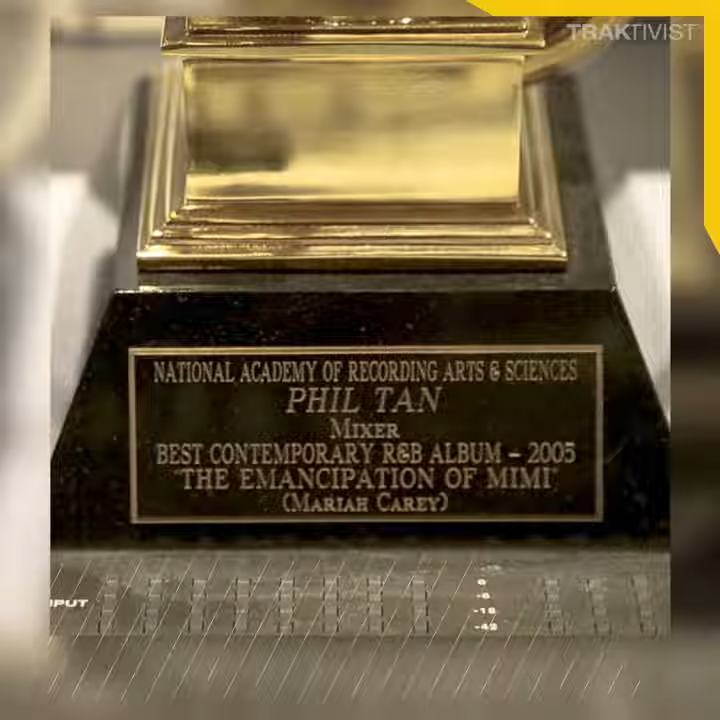 TRAKTIVIST
NATIONAL ACADEMY OF RECORDING ARTS & SCIENCES
PHIL TAN
MIXER
BEST CONTEMPORARY R&B ALBUM – 2005
"THE EMANCIPATION OF MIMI"
(MARIAH CAREY)
0
-6
-18
-42